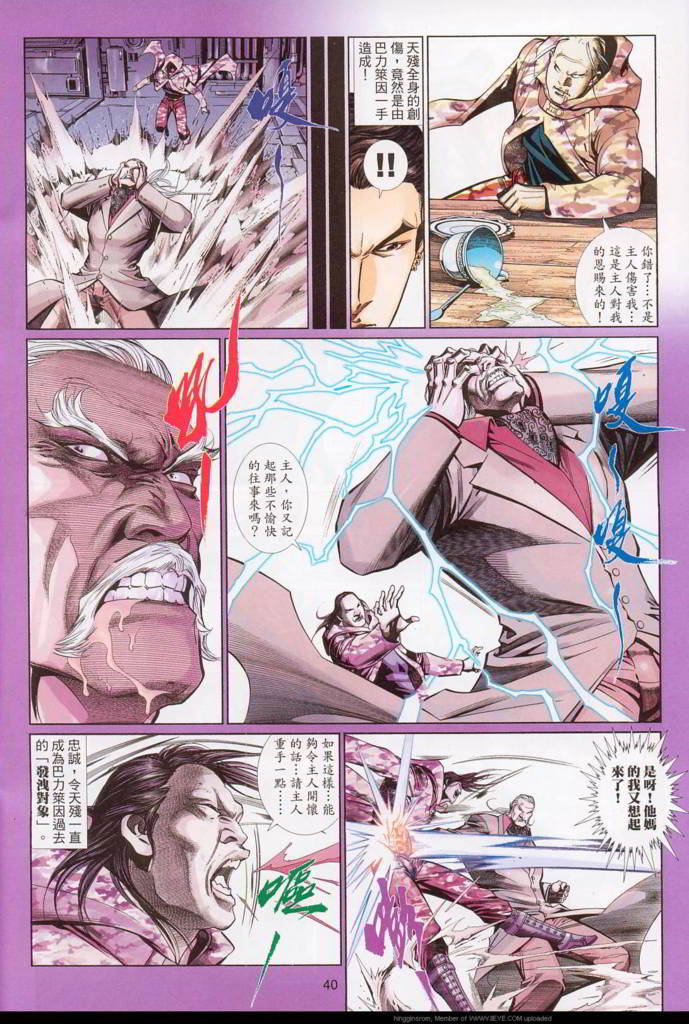 你錯了⋯不是
主人傷害我⋯
這是主人對我
的恩賜來的！
天殘全身的創
傷，竟然是由
巴力萊因一手
造成！
!!
嗄
嗄
嗄
主人，你又記
起那些不愉快
的往事來嗎？
吼
是呀！他媽
的我又想起
來了！
如果這樣⋯能
夠令主人開懷
的話⋯請主人
重手一點⋯⋯
嘔
忠誠，令天殘一直
成為巴力萊因過去
的「發洩對象」。
40
hingginsrom, Member of WWW.IIEYE.COM uploaded